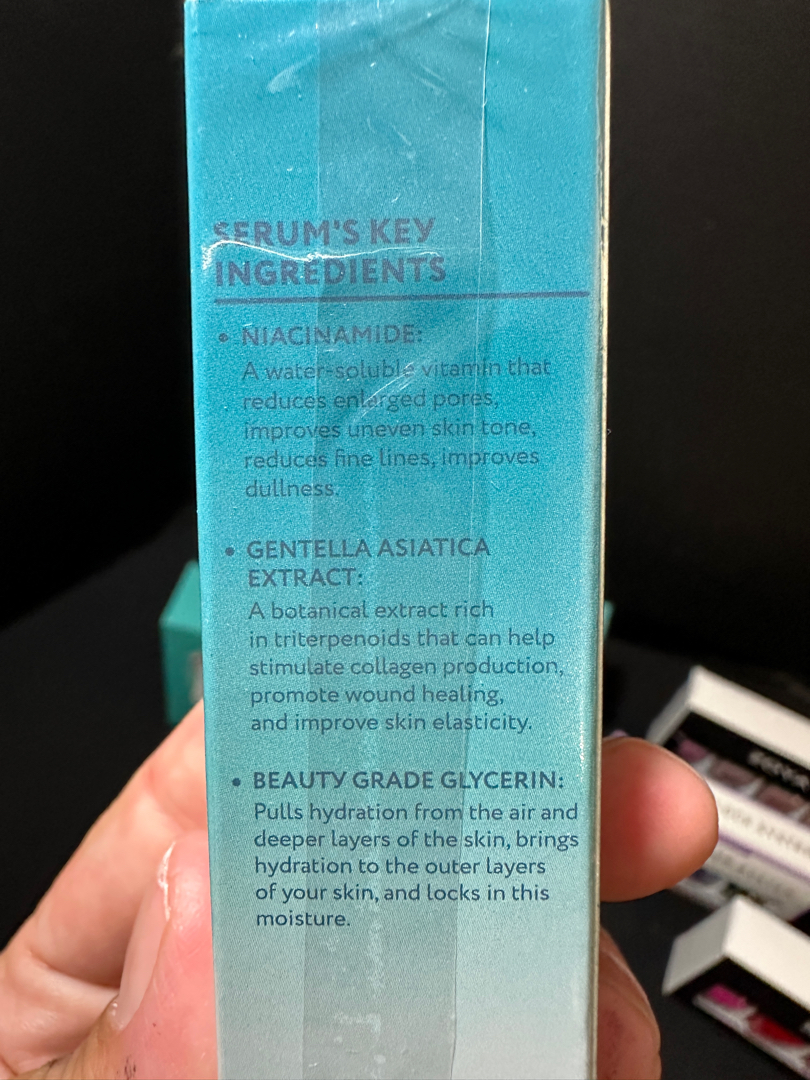 SERUM'S KEY
INGREDIENTS
• NIACINAMIDE:
A water-soluble vitamin that
reduces enlarged pores,
improves uneven skin tone,
reduces fine lines, improves
dullness.
• GENTELLA ASIATICA
EXTRACT:
A botanical extract rich
in triterpenoids that can help
stimulate collagen production,
promote wound healing,
and improve skin elasticity.
• BEAUTY GRADE GLYCERIN:
Pulls hydration from the air and
deeper layers of the skin, brings
hydration to the outer layers
of your skin, and locks in this
moisture.